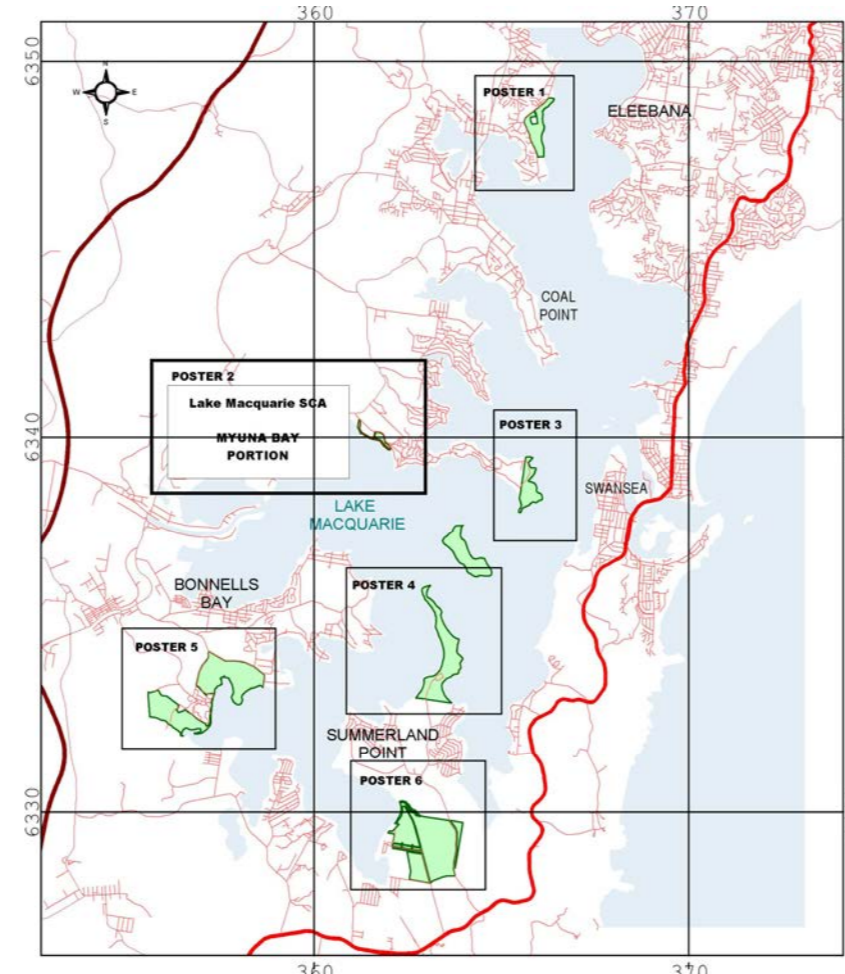 360
370
6350
N
W
E
S
POSTER 1
ELEEBANA
COAL
POINT
POSTER 2
Lake Macquarie SCA
MYUNA BAY
PORTION
6340
POSTER 3
SWANSEA
LAKE
MACQUARIE
BONNELLS
BAY
POSTER 4
POSTER 5
SUMMERLAND
POINT
POSTER 6
6330
360
370